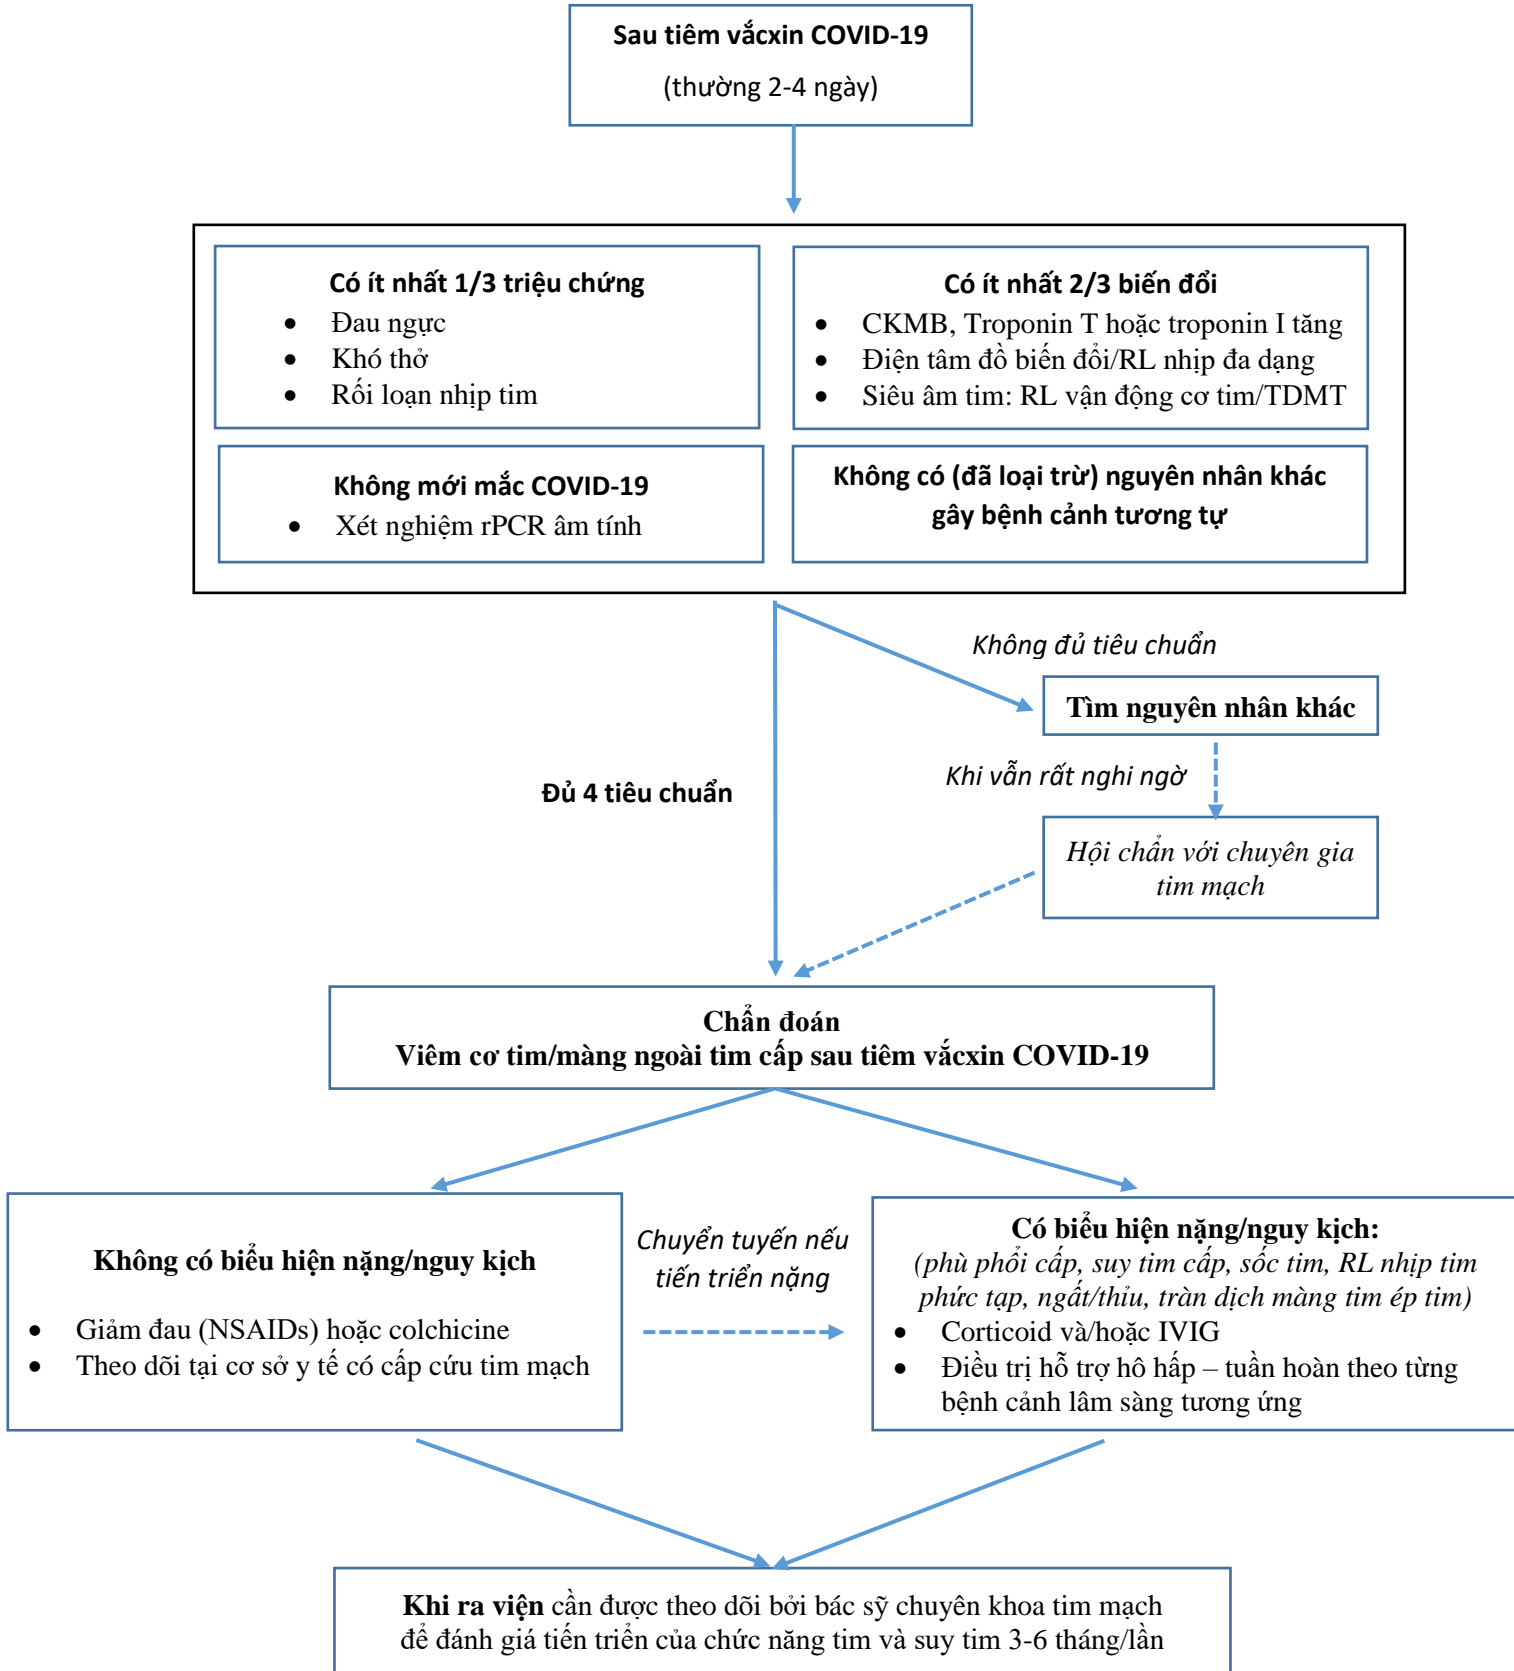 Sau tiêm vắcxin COVID-19
(thường 2-4 ngày)
Có ít nhất 1/3 triệu chứng
• Đau ngực
• Khó thở
• Rối loạn nhịp tim
Có ít nhất 2/3 biến đổi
• CKMB, Troponin T hoặc troponin I tăng
• Điện tâm đồ biến đổi/RL nhịp đa dạng
• Siêu âm tim: RL vận động cơ tim/TDMT
Không mới mắc COVID-19
• Xét nghiệm rPCR âm tính
Không có (đã loại trừ) nguyên nhân khác
gây bệnh cảnh tương tự
Không đủ tiêu chuẩn
Tìm nguyên nhân khác
Khi vẫn rất nghi ngờ
Đủ 4 tiêu chuẩn
Hội chẩn với chuyên gia
tim mạch
Chẩn đoán
Viêm cơ tim/màng ngoài tim cấp sau tiêm vắcxin COVID-19
Không có biểu hiện nặng/nguy kịch
• Giảm đau (NSAIDs) hoặc colchicine
• Theo dõi tại cơ sở y tế có cấp cứu tim mạch
Chuyển tuyến nếu
tiến triển nặng
Có biểu hiện nặng/nguy kịch:
(phù phổi cấp, suy tim cấp, sốc tim, RL nhịp tim
phức tạp, ngất/thỉu, tràn dịch màng tim ép tim)
• Corticoid và/hoặc IVIG
• Điều trị hỗ trợ hô hấp – tuần hoàn theo từng
bệnh cảnh lâm sàng tương ứng
Khi ra viện cần được theo dõi bởi bác sỹ chuyên khoa tim mạch
để đánh giá tiến triển của chức năng tim và suy tim 3-6 tháng/lần